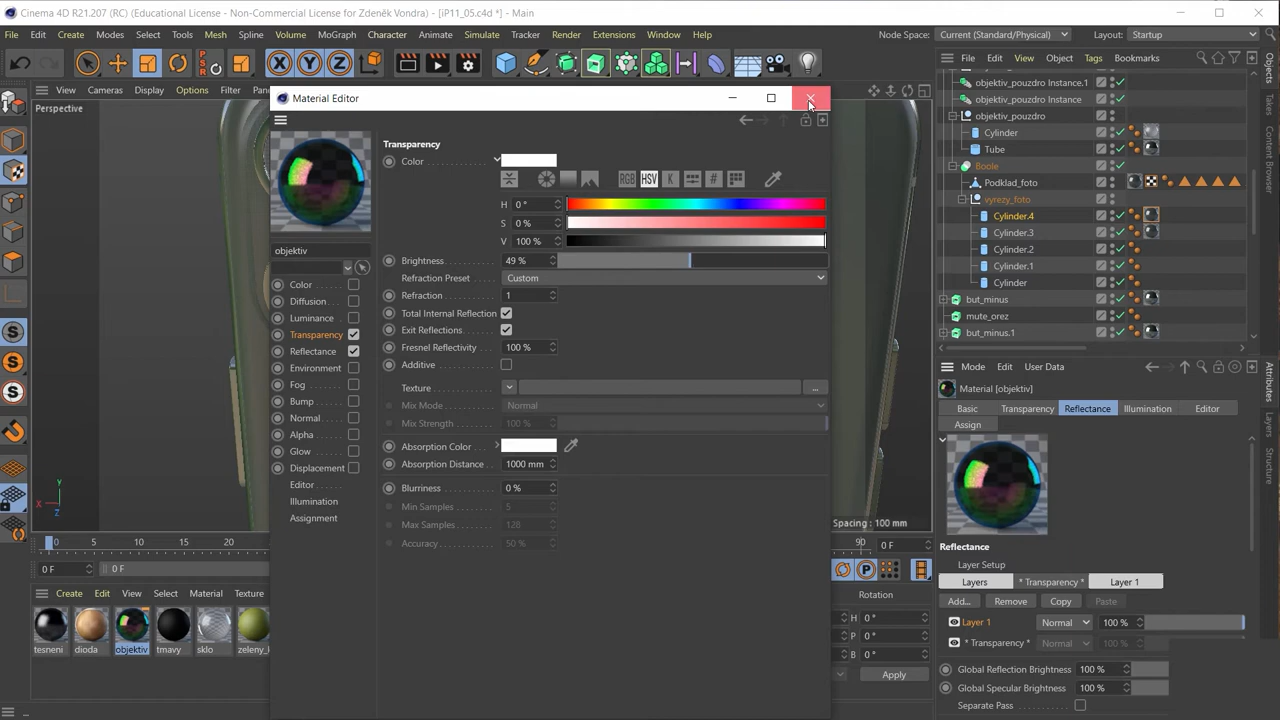 Cinema 4D R21.207 (RC) (Educational License - Non-Commercial License for Zdeněk Vondra) - [iP11_05.c4d *] - Main
File Edit Create Modes Select Tools Mesh Spline Volume MoGraph Character Animate Simulate Tracker Render Extensions Window Help
Node Space: Current (Standard/Physical) Layout: Startup
X Y Z
PSR
View Cameras Display Options Filter
Perspective
File Edit View Object Tags Bookmarks
objektiv_pouzdro Instance.1
objektiv_pouzdro Instance
objektiv_pouzdro
Cylinder
Tube
Boole
Podklad_foto
vyrezy_foto
Cylinder.4
Cylinder.3
Cylinder.2
Cylinder.1
Cylinder
but_minus
mute_orez
but_minus.1
Objects
Takes
Material Editor
objektiv
Color
Diffusion
Luminance
Transparency
Reflectance
Environment
Fog
Bump
Normal
Alpha
Glow
Displacement
Editor
Illumination
Assignment
Transparency
Color
RGB HSV K #
H 0 °
S 0 %
V 100 %
Brightness 49 %
Refraction Preset Custom
Refraction 1
Total Internal Reflection
Exit Reflections
Fresnel Reflectivity 100 %
Additive
Texture ...
Mix Mode Normal
Mix Strength 100 %
Absorption Color
Absorption Distance 1000 mm
Blurriness 0 %
Min Samples 5
Max Samples 128
Accuracy 50 %
Y
X
Z
Spacing : 100 mm
0 5 10 15 20
90 0 F
0 F 0 F
Create Edit View Select Material Texture
tesneni dioda objektiv tmavy sklo zeleny_k
P
Rotation
H 0 °
P 0 °
B 0 °
Apply
Mode Edit User Data
Material [objektiv]
Basic Transparency Reflectance Illumination Editor
Assign
Reflectance
Layer Setup
Layers * Transparency * Layer 1
Add... Remove Copy Paste
Layer 1 Normal 100 %
* Transparency * Normal 100 %
Global Reflection Brightness 100 %
Global Specular Brightness 100 %
Separate Pass
Attributes
Layers
Structure